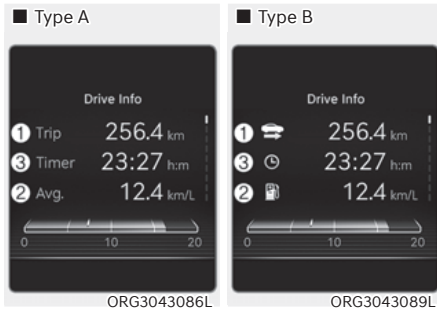 ■ Type A
Drive Info
1 Trip 256.4 km
3 Timer 23:27 h:m
2 Avg. 12.4 km/L
0 10 20
ORG3043086L
■ Type B
Drive Info
1 256.4 km
3 23:27 h:m
2 12.4 km/L
0 10 20
ORG3043089L